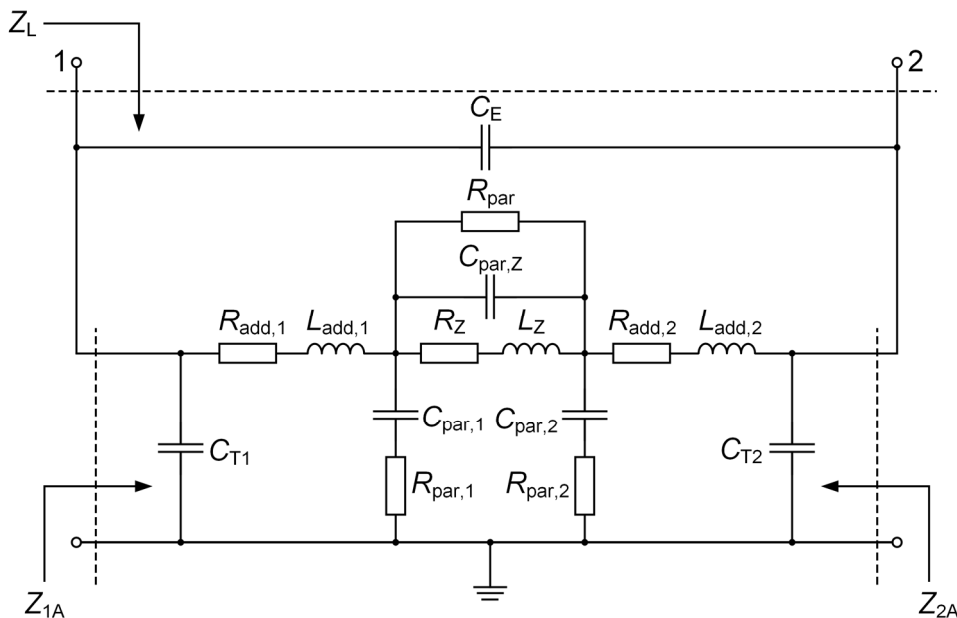 Z_L
1
2
C_E
R_par
C_par,Z
R_add,1
L_add,1
R_Z
L_Z
R_add,2
L_add,2
C_par,1
C_par,2
C_T1
C_T2
R_par,1
R_par,2
Z_1A
Z_2A